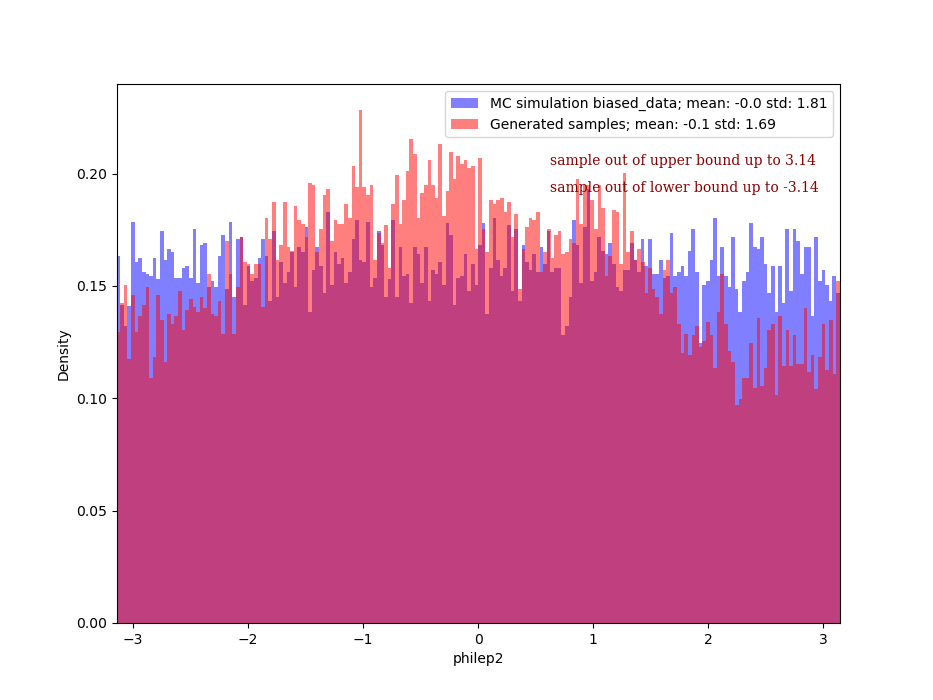 MC simulation biased_data; mean: -0.0 std: 1.81
Generated samples; mean: -0.1 std: 1.69
sample out of upper bound up to 3.14
sample out of lower bound up to -3.14
0.20
0.15
0.10
0.05
0.00
Density
−3 −2 −1 0 1 2 3
philep2